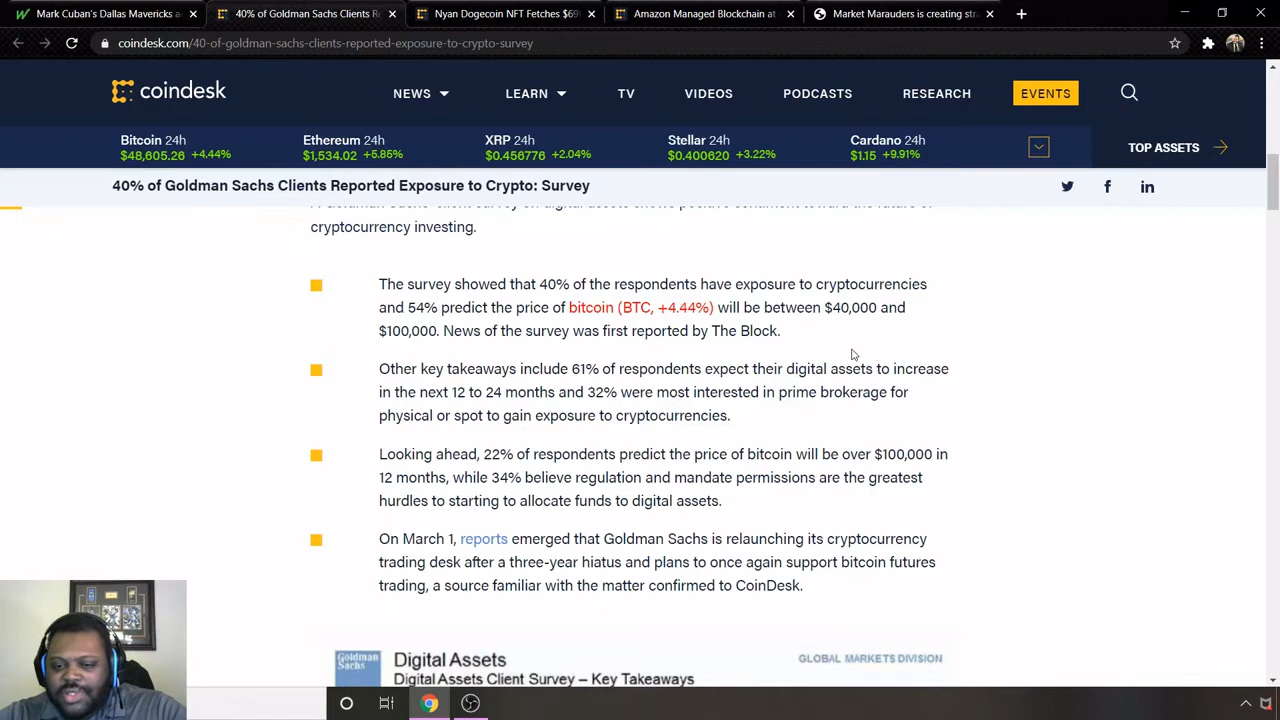 Mark Cuban's Dallas Mavericks a
40% of Goldman Sachs Clients R
Nyan Dogecoin NFT Fetches $69
Amazon Managed Blockchain at
Market Marauders is creating str
coindesk.com/40-of-goldman-sachs-clients-reported-exposure-to-crypto-survey
coindesk
NEWS
LEARN
TV
VIDEOS
PODCASTS
RESEARCH
EVENTS
Bitcoin 24h
$48,605.26 +4.44%
Ethereum 24h
$1,534.02 +5.85%
XRP 24h
$0.456776 +2.04%
Stellar 24h
$0.400620 +3.22%
Cardano 24h
$1.15 +9.91%
TOP ASSETS
40% of Goldman Sachs Clients Reported Exposure to Crypto: Survey
A Goldman Sachs client survey on digital assets shows positive sentiment toward the future of
cryptocurrency investing.
The survey showed that 40% of the respondents have exposure to cryptocurrencies
and 54% predict the price of bitcoin (BTC, +4.44%) will be between $40,000 and
$100,000. News of the survey was first reported by The Block.
Other key takeaways include 61% of respondents expect their digital assets to increase
in the next 12 to 24 months and 32% were most interested in prime brokerage for
physical or spot to gain exposure to cryptocurrencies.
Looking ahead, 22% of respondents predict the price of bitcoin will be over $100,000 in
12 months, while 34% believe regulation and mandate permissions are the greatest
hurdles to starting to allocate funds to digital assets.
On March 1, reports emerged that Goldman Sachs is relaunching its cryptocurrency
trading desk after a three-year hiatus and plans to once again support bitcoin futures
trading, a source familiar with the matter confirmed to CoinDesk.
Goldman
Sachs
Digital Assets
GLOBAL MARKETS DIVISION
Digital Assets Client Survey – Key Takeaways